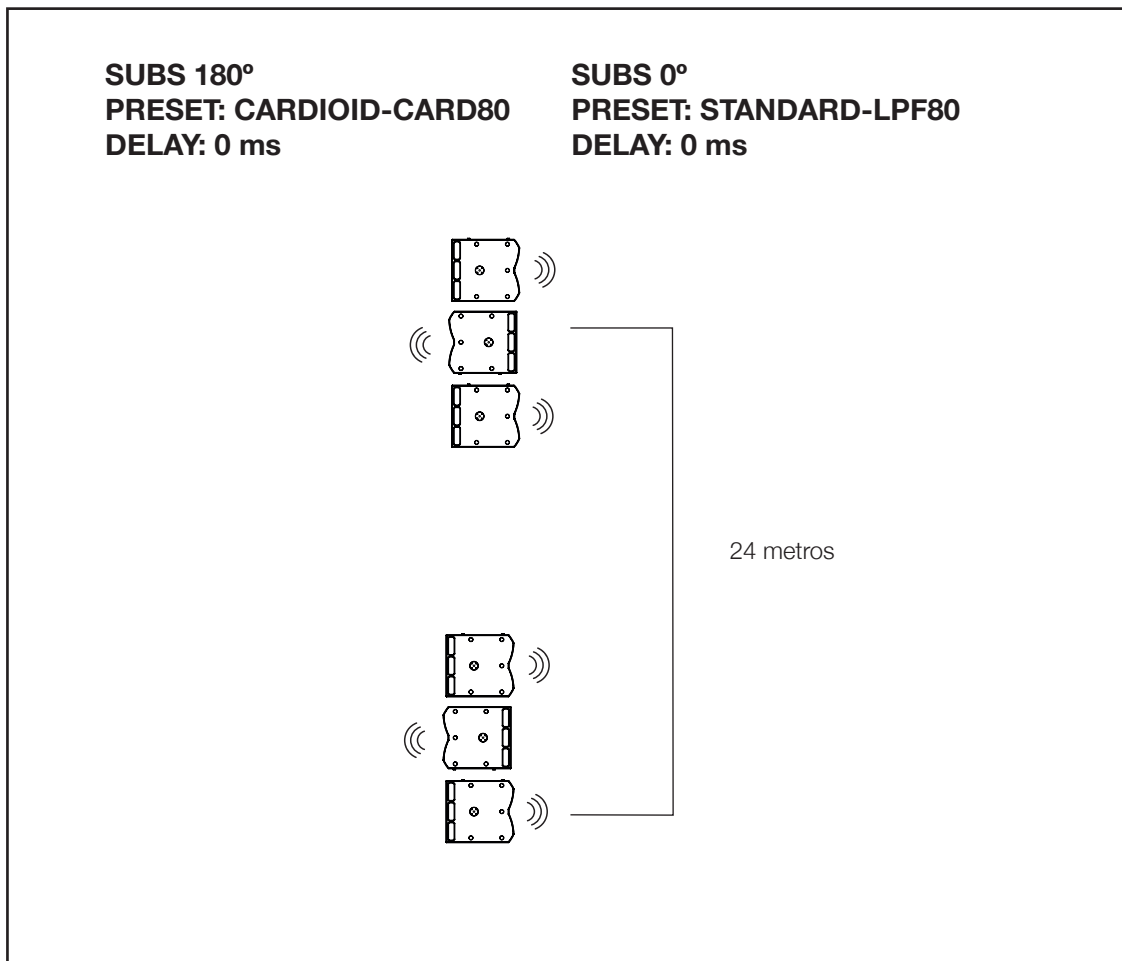 SUBS 180º
PRESET: CARDIOID-CARD80
DELAY: 0 ms
SUBS 0º
PRESET: STANDARD-LPF80
DELAY: 0 ms
24 metros